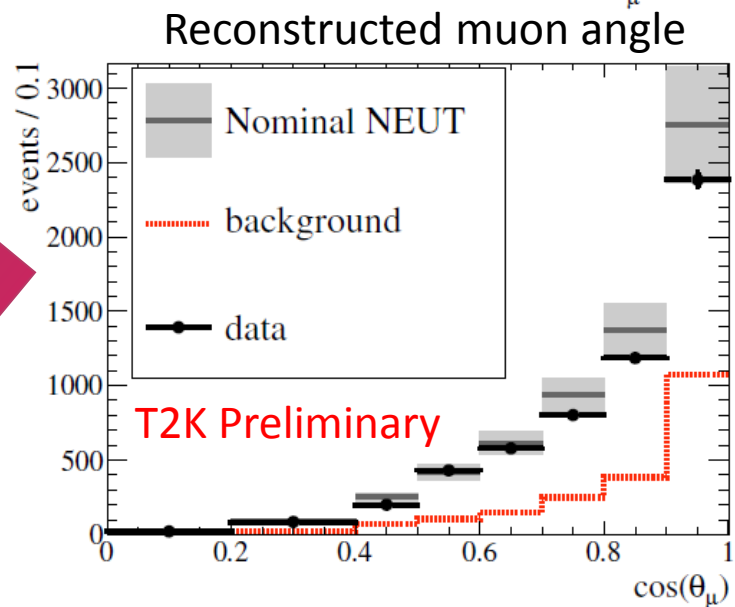 μ
Reconstructed muon angle
events / 0.1
3000
2500
2000
1500
1000
500
0
Nominal NEUT
background
data
T2K Preliminary
0 0.2 0.4 0.6 0.8 1
cos(θμ)